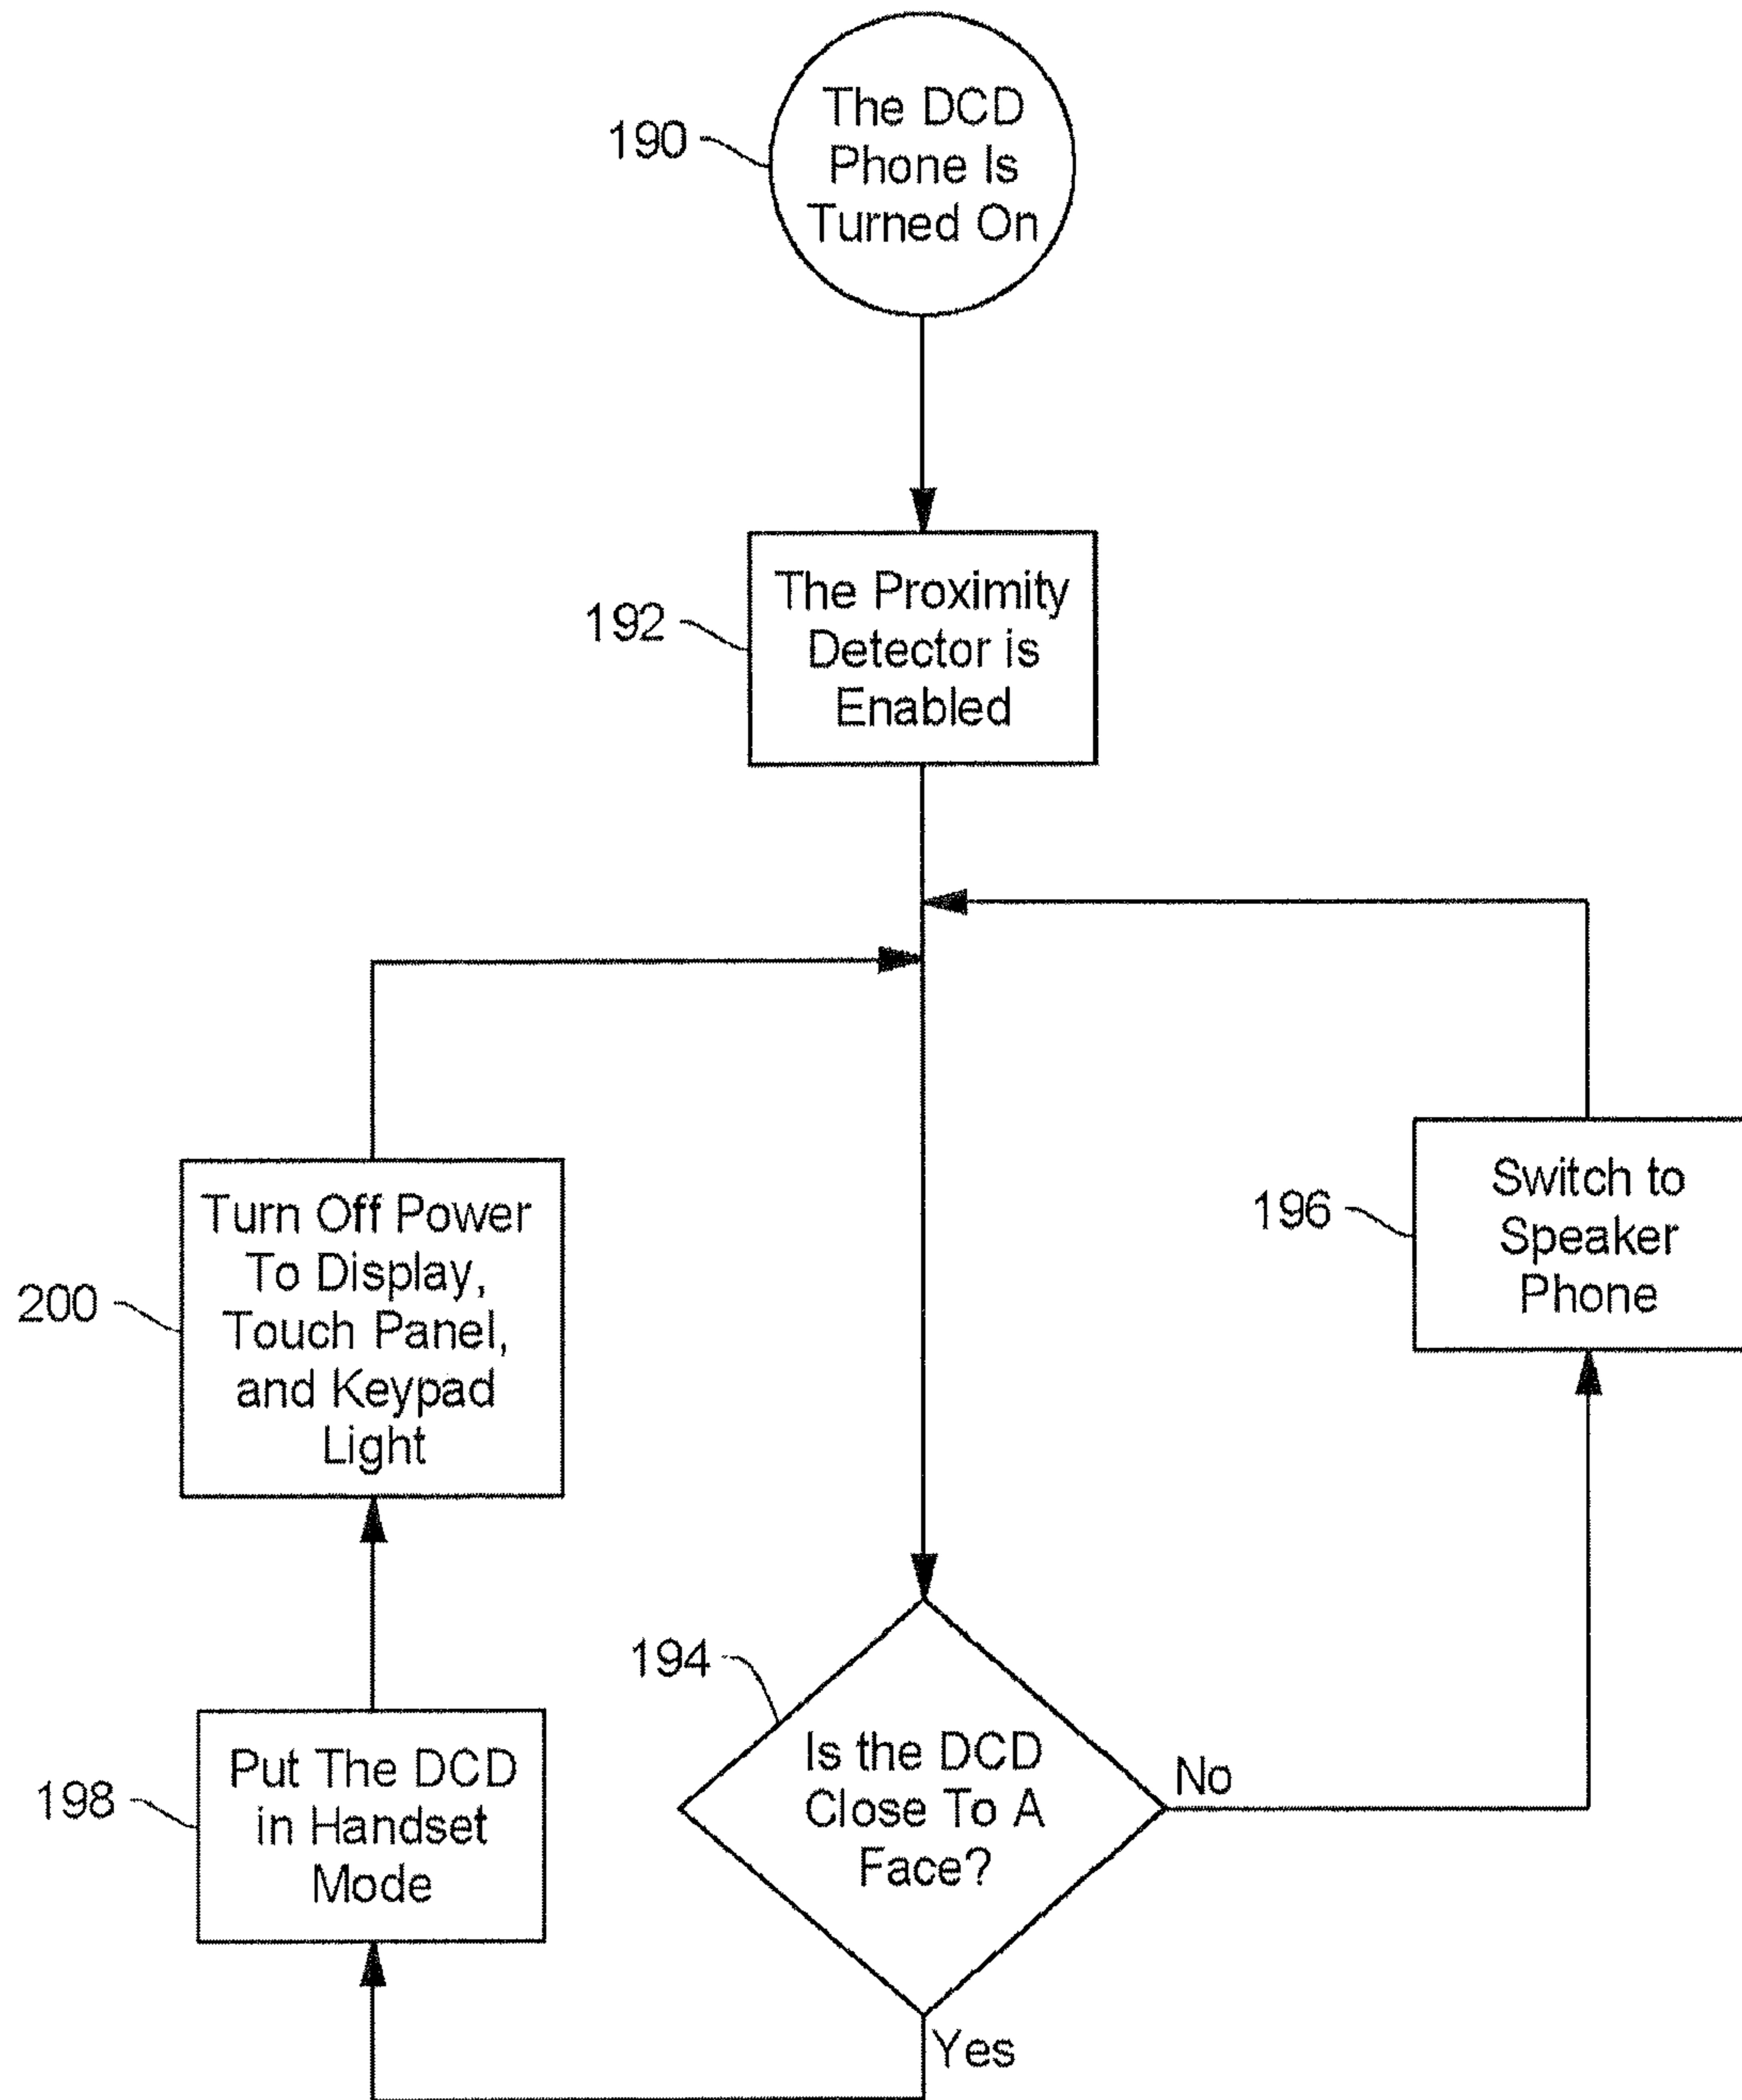 190
The DCD
Phone Is
Turned On
192
The Proximity
Detector is
Enabled
200
Turn Off Power
To Display,
Touch Panel,
and Keypad
Light
196
Switch to
Speaker
Phone
194
Is the DCD
Close To A
Face?
No
Yes
198
Put The DCD
in Handset
Mode